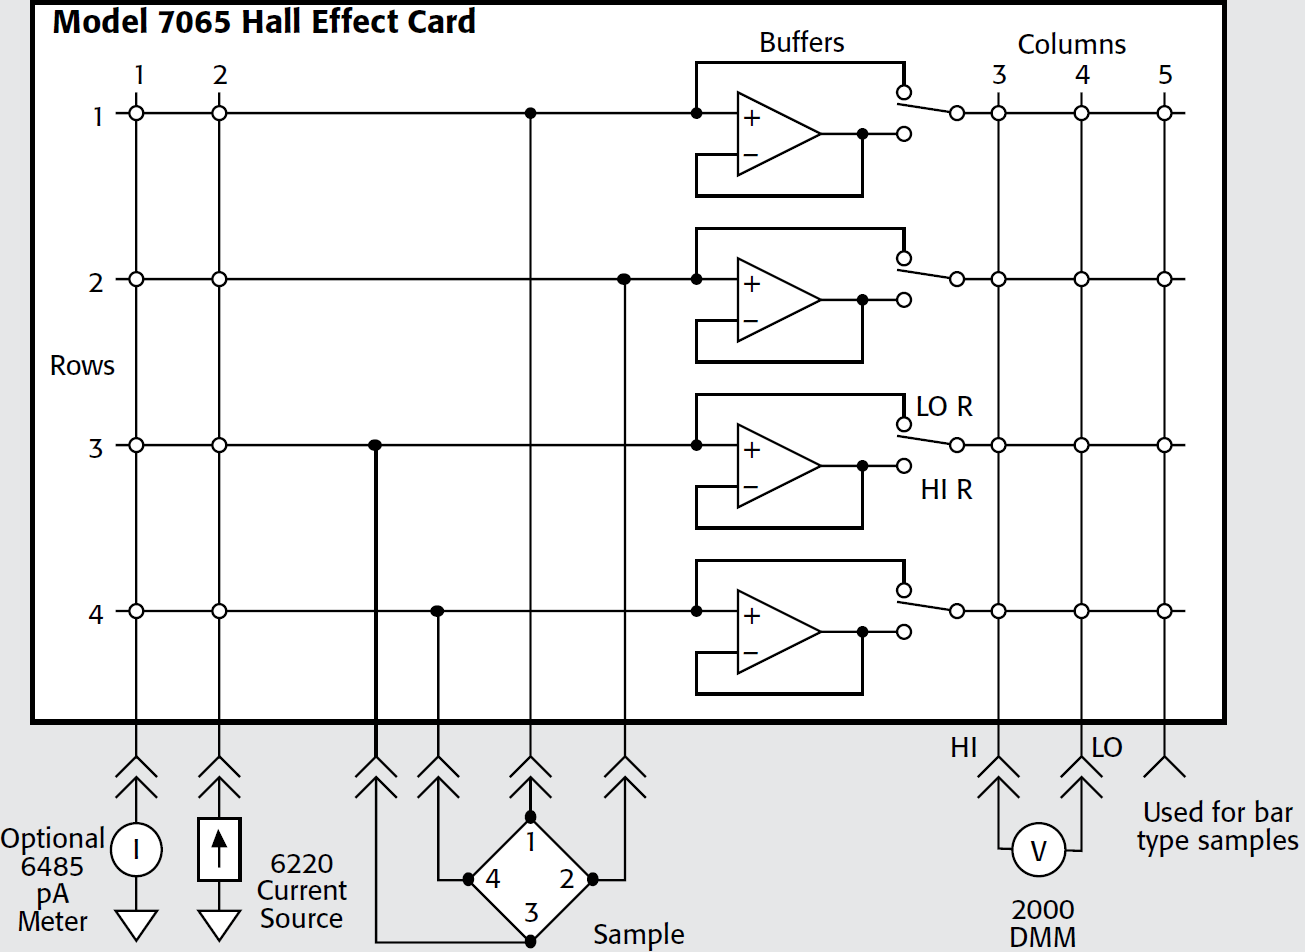 Model 7065 Hall Effect Card
Buffers
Columns
1 2
3 4 5
1
+
−
2
+
−
Rows
LO R
3
+
−
HI R
4
+
−
HI
LO
Used for bar
type samples
Optional
6485
pA
Meter
I
6220
Current
Source
1
4 2
3
Sample
V
2000
DMM